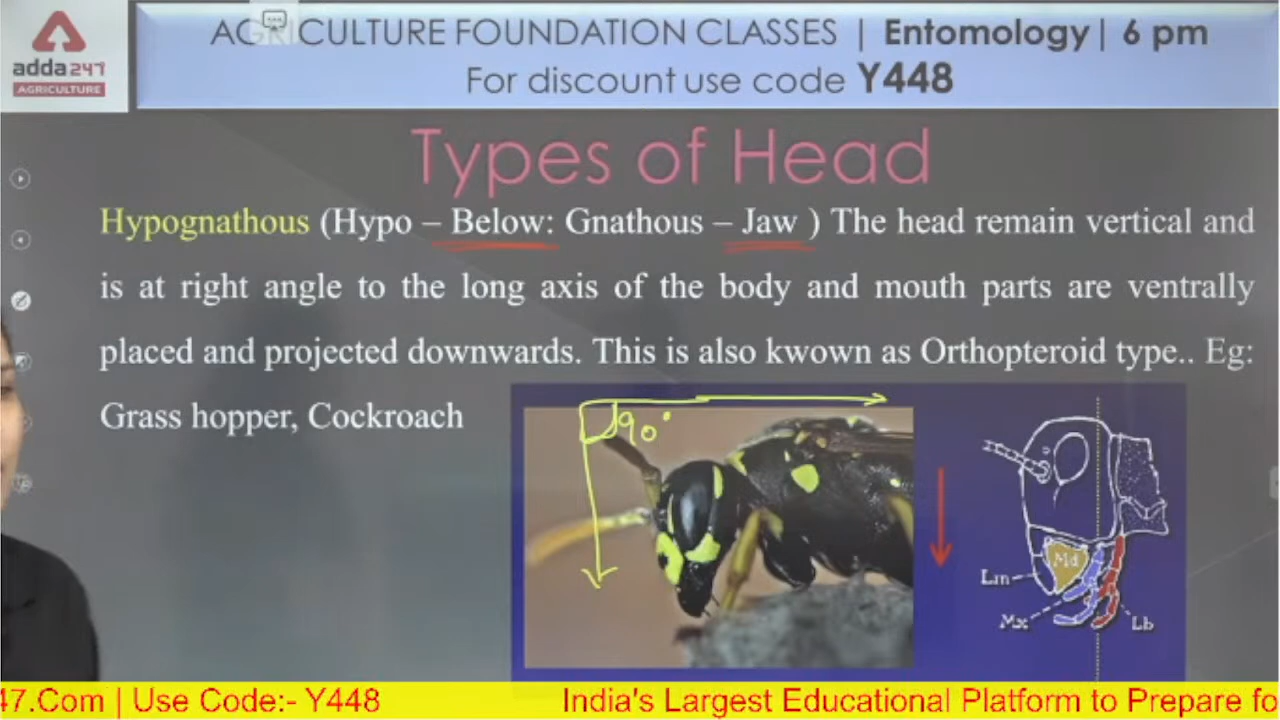 adda247
AGRICULTURE
AGRICULTURE FOUNDATION CLASSES | Entomology| 6 pm
For discount use code Y448
Types of Head
Hypognathous (Hypo – Below: Gnathous – Jaw ) The head remain vertical and
is at right angle to the long axis of the body and mouth parts are ventrally
placed and projected downwards. This is also kwown as Orthopteroid type.. Eg:
Grass hopper, Cockroach
90°
Md
Lm
Mx
Lb
47.Com | Use Code:- Y448
India's Largest Educational Platform to Prepare fo